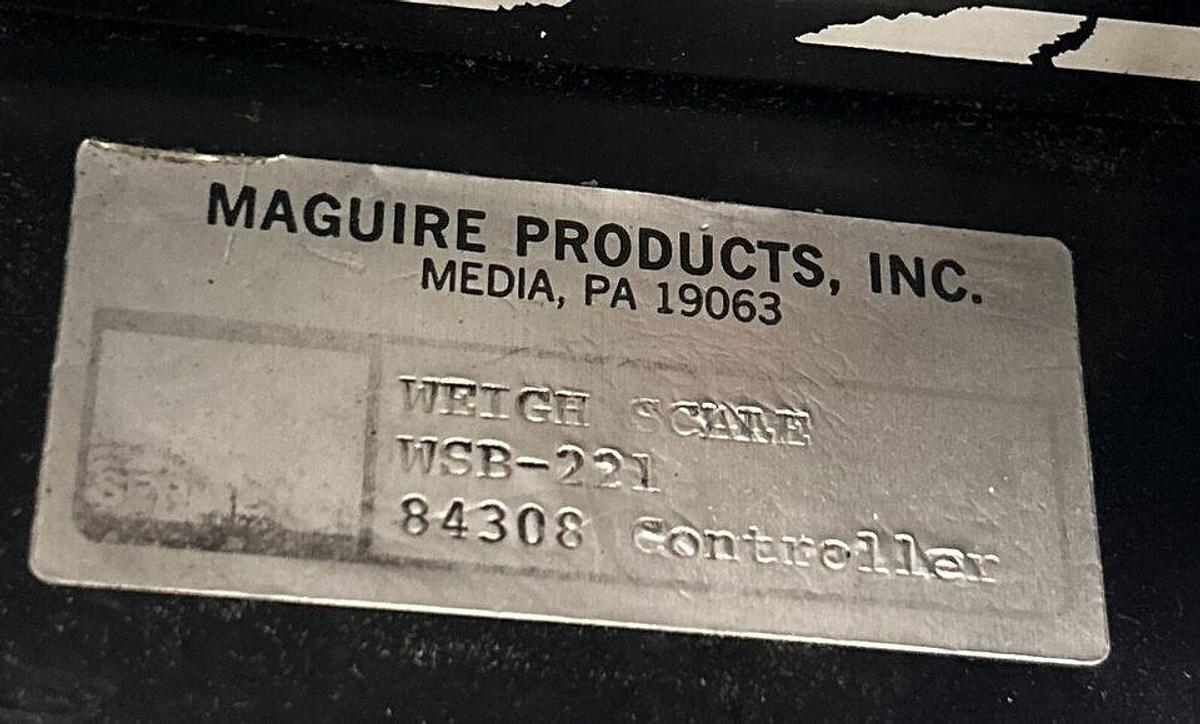 MAGUIRE PRODUCTS, INC.
MEDIA, PA 19063
WEIGH SCALE
WSB-221
84308 Controller